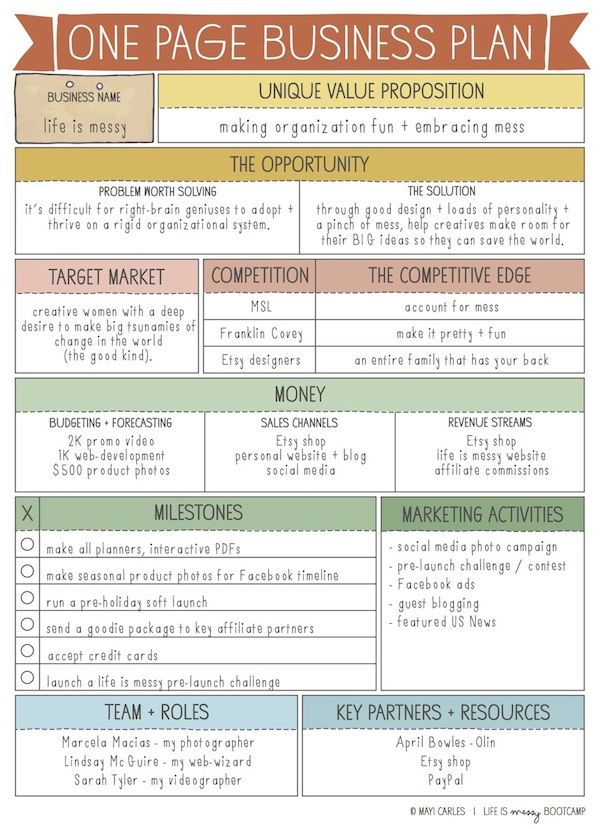 ONE PAGE BUSINESS PLAN
BUSINESS NAME
life is messy
UNIQUE VALUE PROPOSITION
making organization fun + embracing mess
THE OPPORTUNITY
PROBLEM WORTH SOLVING
it's difficult for right-brain geniuses to adopt +
thrive on a rigid organizational system.
THE SOLUTION
through good design + loads of personality +
a pinch of mess, help creatives make room for
their BIG ideas so they can save the world.
TARGET MARKET
creative women with a deep
desire to make big tsunamies of
change in the world
(the good kind).
COMPETITION
THE COMPETITIVE EDGE
MSL
account for mess
Franklin Covey
make it pretty + fun
Etsy designers
an entire family that has your back
MONEY
BUDGETING + FORECASTING
2K promo video
1K web-development
$500 product photos
SALES CHANNELS
Etsy shop
personal website + blog
social media
REVENUE STREAMS
Etsy shop
life is messy website
affiliate commissions
X
MILESTONES
make all planners, interactive PDFs
make seasonal product photos for Facebook timeline
run a pre-holiday soft launch
send a goodie package to key affiliate partners
accept credit cards
launch a life is messy pre-launch challenge
MARKETING ACTIVITIES
- social media photo campaign
- pre-launch challenge / contest
- Facebook ads
- guest blogging
- featured US News
TEAM + ROLES
Marcela Macias - my photographer
Lindsay McGuire - my web-wizard
Sarah Tyler - my videographer
KEY PARTNERS + RESOURCES
April Bowles - Olin
Etsy shop
PayPal
© MAYI CARLES | LIFE IS messy BOOTCAMP